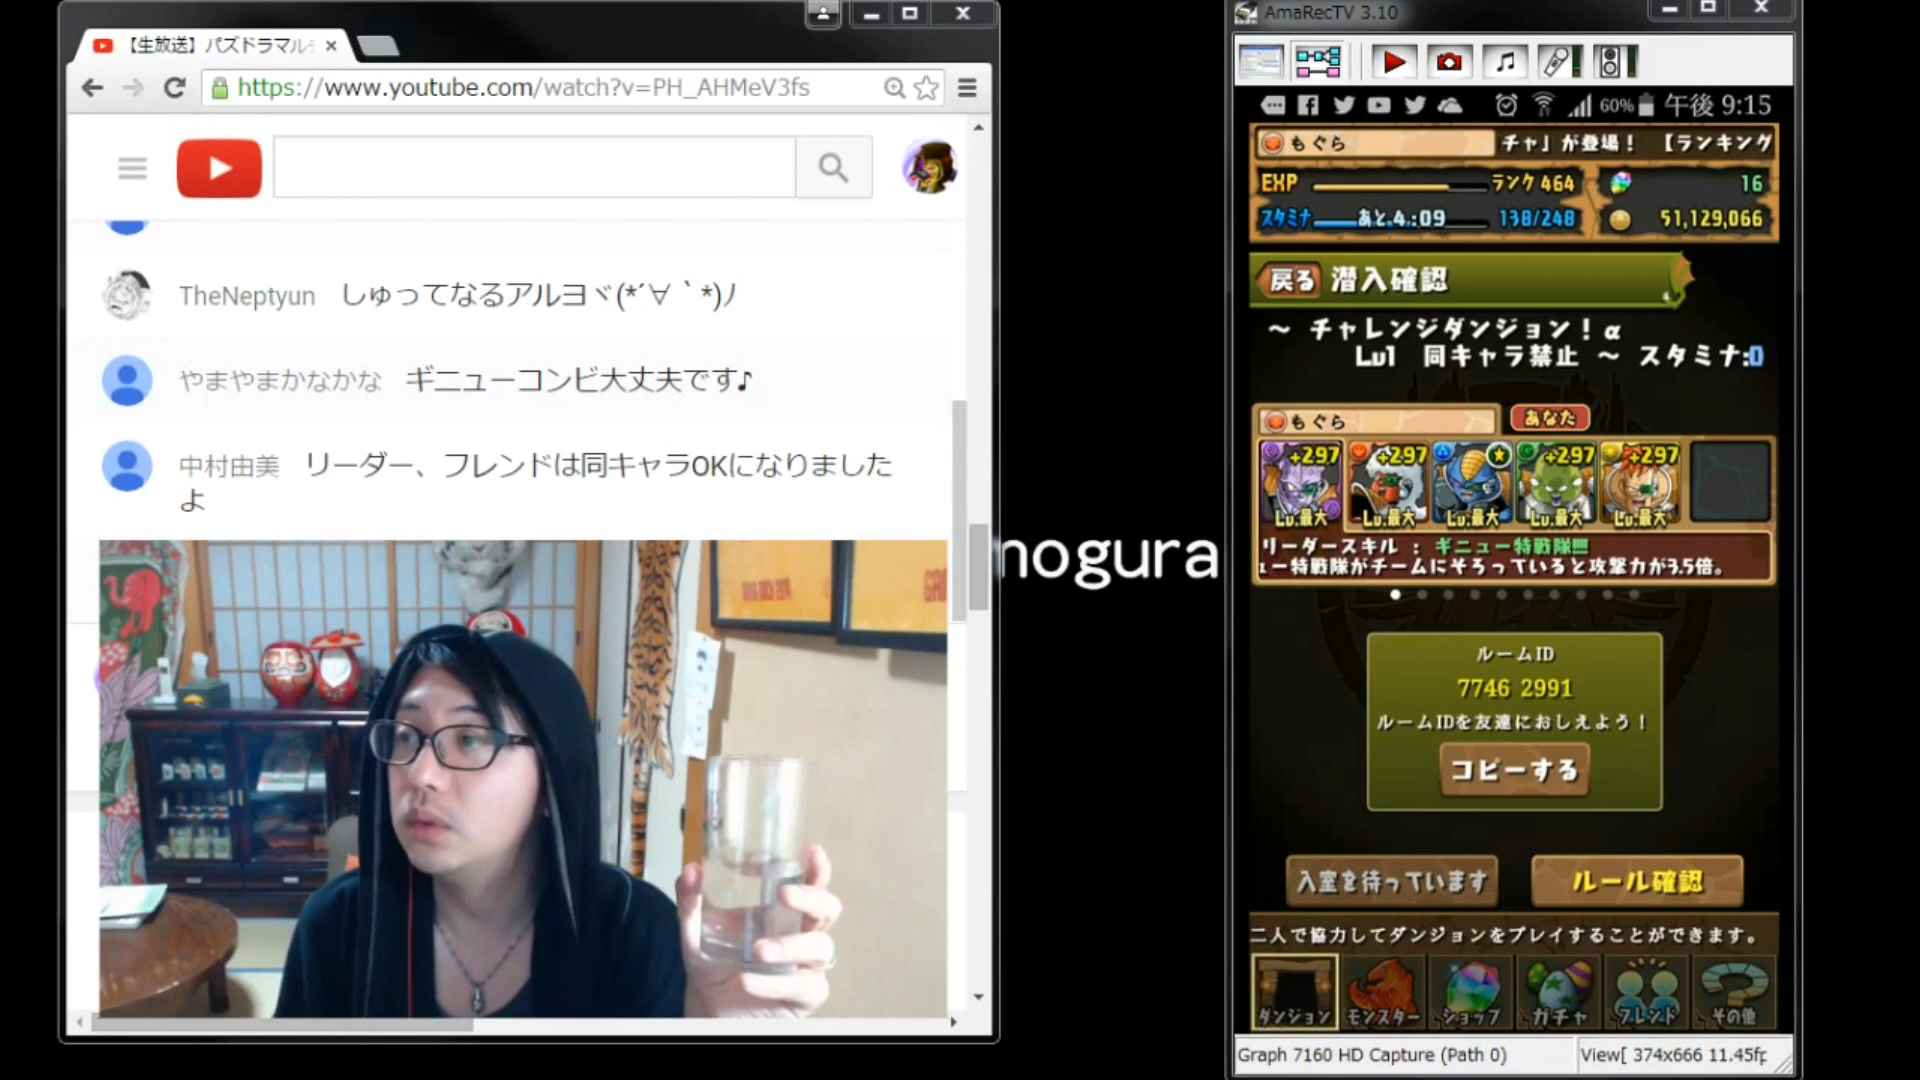 【生放送】パズドラマル
https://www.youtube.com/watch?v=PH_AHMeV3fs
TheNeptyun しゅってなるアルヨヾ(*´∀｀*)ﾉ
やまやまかなかな ギニューコンビ大丈夫です♪
中村由美 リーダー、フレンドは同キャラOKになりました
よ
mogura
AmaRecTV 3.10
60% 午後 9:15
もぐら チャ」が登場！ 【ランキング
EXP ランク 464 16
スタミナ あと4:09 138/248 51,129,066
戻る 潜入確認
～ チャレンジダンジョン！α
Lv1 同キャラ禁止 ～ スタミナ:0
もぐら あなた
+297 +297 +297 +297
Lv.最大 Lv.最大 Lv.最大 Lv.最大 Lv.最大
リーダースキル ： ギニュー特戦隊!!!!
ュー特戦隊がチームにそろっていると攻撃力が3.5倍。
ルームID
7746 2991
ルームIDを友達におしえよう！
コピーする
入室を待っています ルール確認
二人で協力してダンジョンをプレイすることができます。
ダンジョン モンスター ショップ ガチャ フレンド その他
Graph 7160 HD Capture (Path 0) View[ 374x666 11.45fp